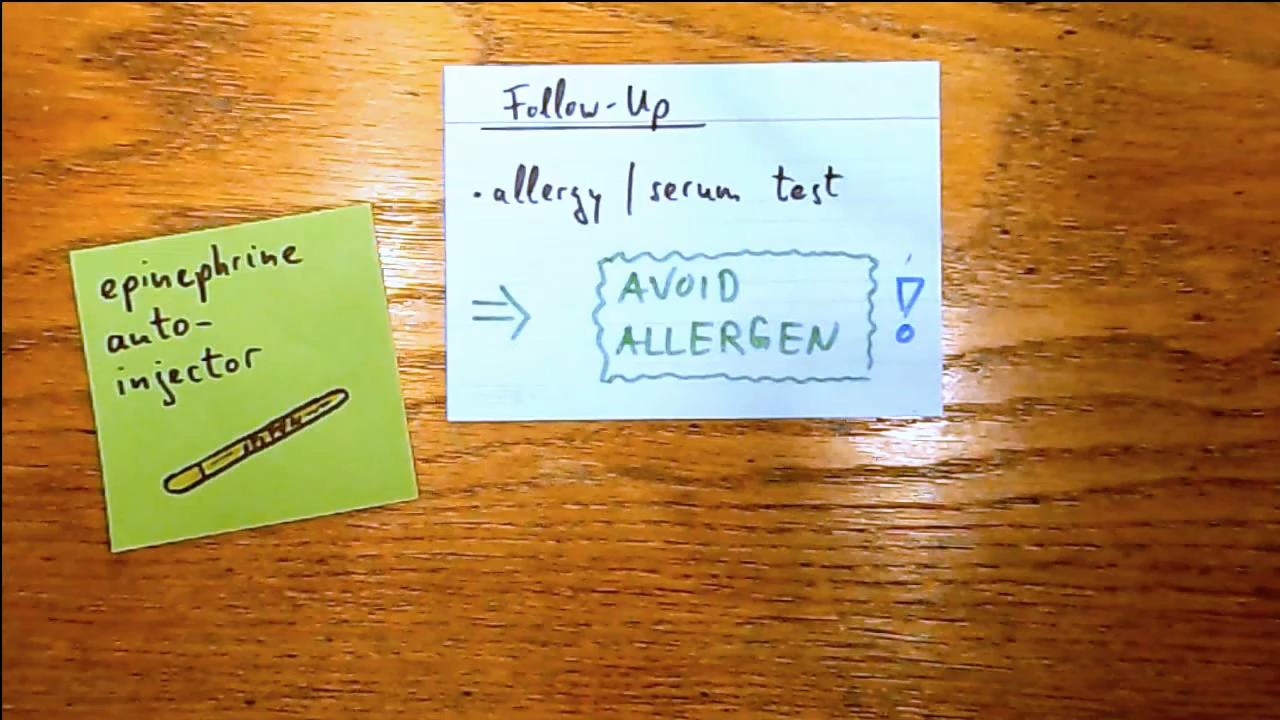 Follow-Up
· allergy / serum test
⇒ AVOID
ALLERGEN !
epinephrine
auto-
injector